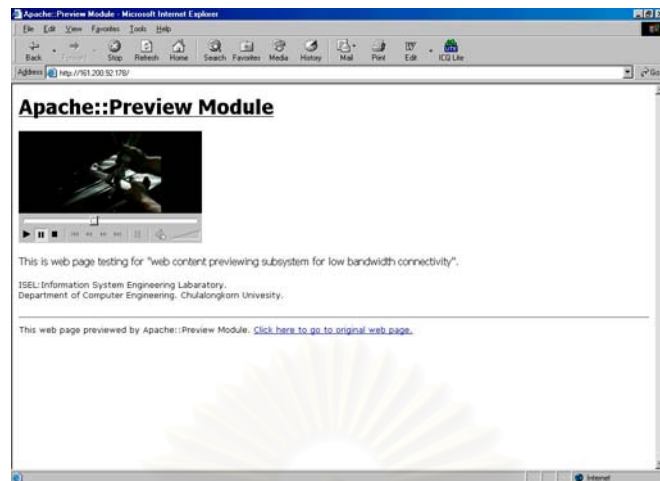 Apache::Preview Module - Microsoft Internet Explorer
File Edit View Favorites Tools Help
Back Forward Stop Refresh Home Search Favorites Media History Mail Print Edit ICQ Lite
Address http://161.200.92.178/ Go
Apache::Preview Module
This is web page testing for "web content previewing subsystem for low bandwidth connectivity".
ISEL:Information System Engineering Labaratory.
Department of Computer Engineering. Chulalongkorn Univesity.
This web page previewed by Apache::Preview Module. Click here to go to original web page.
Internet